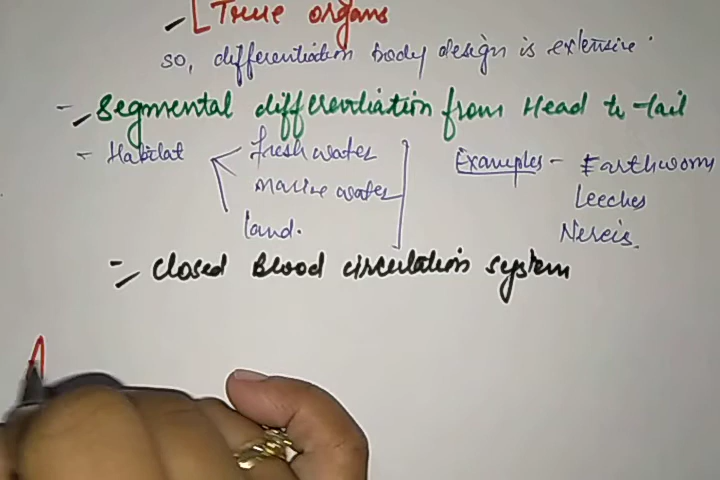 [True organs
so, differentiation body design is extensive.
- Segmental differentiation from Head to tail
- Habitat
fresh water
marine water
land.
Examples - Earthworm
Leeches
Nereis.
- Closed Blood circulation system